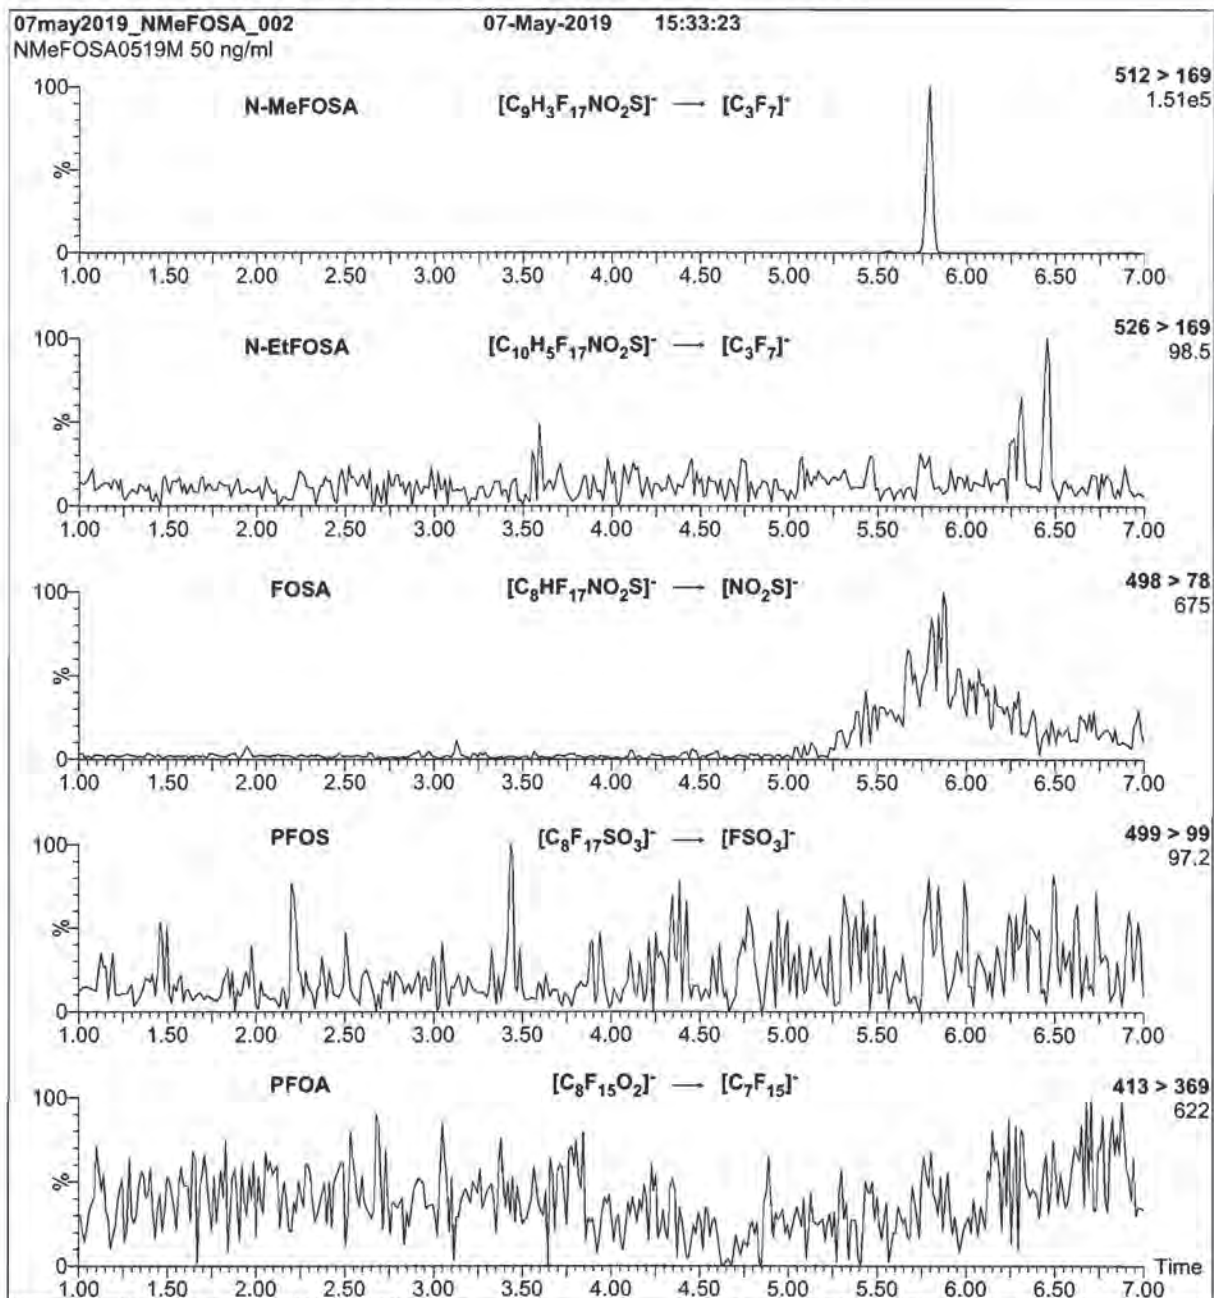 07may2019_NMeFOSA_002 07-May-2019 15:33:23
NMeFOSA0519M 50 ng/ml
512 > 169
1.51e5
N-MeFOSA [C₉H₃F₁₇NO₂S]⁻ → [C₃F₇]⁻
100
%
0
1.00 1.50 2.00 2.50 3.00 3.50 4.00 4.50 5.00 5.50 6.00 6.50 7.00
526 > 169
98.5
N-EtFOSA [C₁₀H₅F₁₇NO₂S]⁻ → [C₃F₇]⁻
100
%
0
1.00 1.50 2.00 2.50 3.00 3.50 4.00 4.50 5.00 5.50 6.00 6.50 7.00
498 > 78
675
FOSA [C₈HF₁₇NO₂S]⁻ → [NO₂S]⁻
100
%
0
1.00 1.50 2.00 2.50 3.00 3.50 4.00 4.50 5.00 5.50 6.00 6.50 7.00
499 > 99
97.2
PFOS [C₈F₁₇SO₃]⁻ → [FSO₃]⁻
100
%
0
1.00 1.50 2.00 2.50 3.00 3.50 4.00 4.50 5.00 5.50 6.00 6.50 7.00
413 > 369
622
PFOA [C₈F₁₅O₂]⁻ → [C₇F₁₅]⁻
100
%
0
Time
1.00 1.50 2.00 2.50 3.00 3.50 4.00 4.50 5.00 5.50 6.00 6.50 7.00